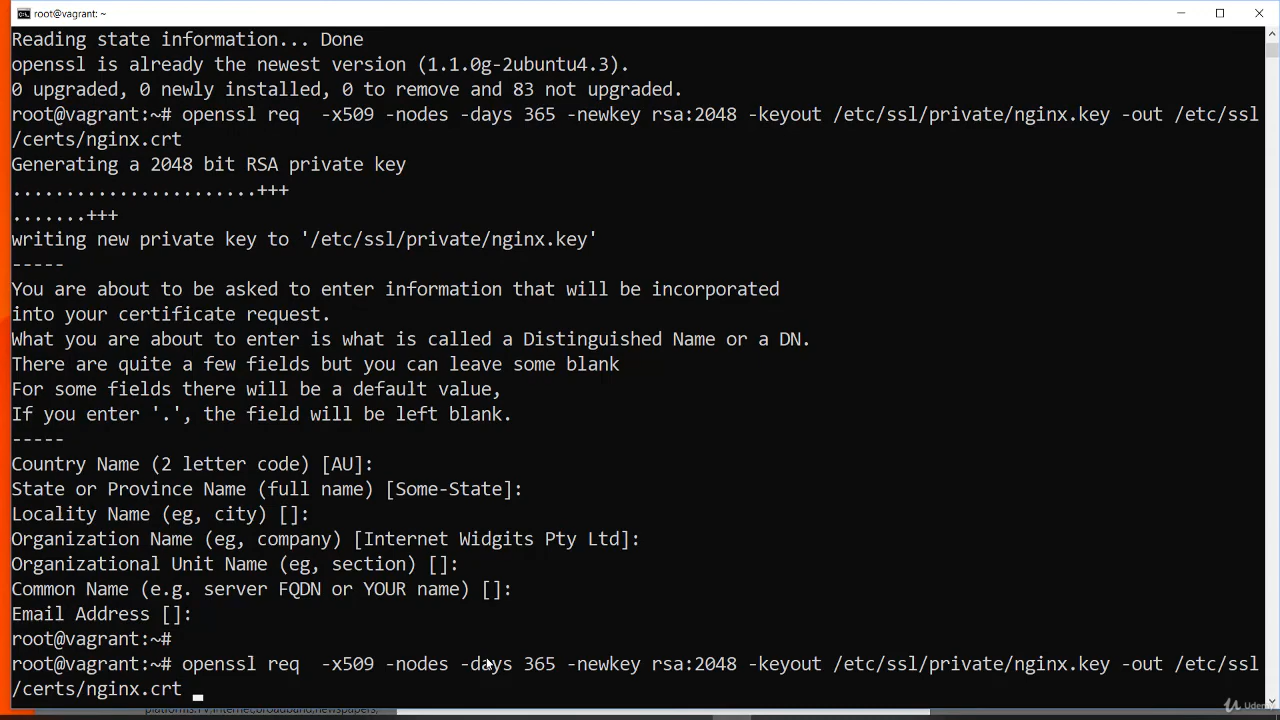 root@vagrant: ~
Reading state information... Done
openssl is already the newest version (1.1.0g-2ubuntu4.3).
0 upgraded, 0 newly installed, 0 to remove and 83 not upgraded.
root@vagrant:~# openssl req  -x509 -nodes -days 365 -newkey rsa:2048 -keyout /etc/ssl/private/nginx.key -out /etc/ssl
/certs/nginx.crt
Generating a 2048 bit RSA private key
.......................+++
.......+++
writing new private key to '/etc/ssl/private/nginx.key'
-----
You are about to be asked to enter information that will be incorporated
into your certificate request.
What you are about to enter is what is called a Distinguished Name or a DN.
There are quite a few fields but you can leave some blank
For some fields there will be a default value,
If you enter '.', the field will be left blank.
-----
Country Name (2 letter code) [AU]:
State or Province Name (full name) [Some-State]:
Locality Name (eg, city) []:
Organization Name (eg, company) [Internet Widgits Pty Ltd]:
Organizational Unit Name (eg, section) []:
Common Name (e.g. server FQDN or YOUR name) []:
Email Address []:
root@vagrant:~#
root@vagrant:~# openssl req  -x509 -nodes -days 365 -newkey rsa:2048 -keyout /etc/ssl/private/nginx.key -out /etc/ssl
/certs/nginx.crt
Udemy
platforms:TV,internet,broadband,newspapers,